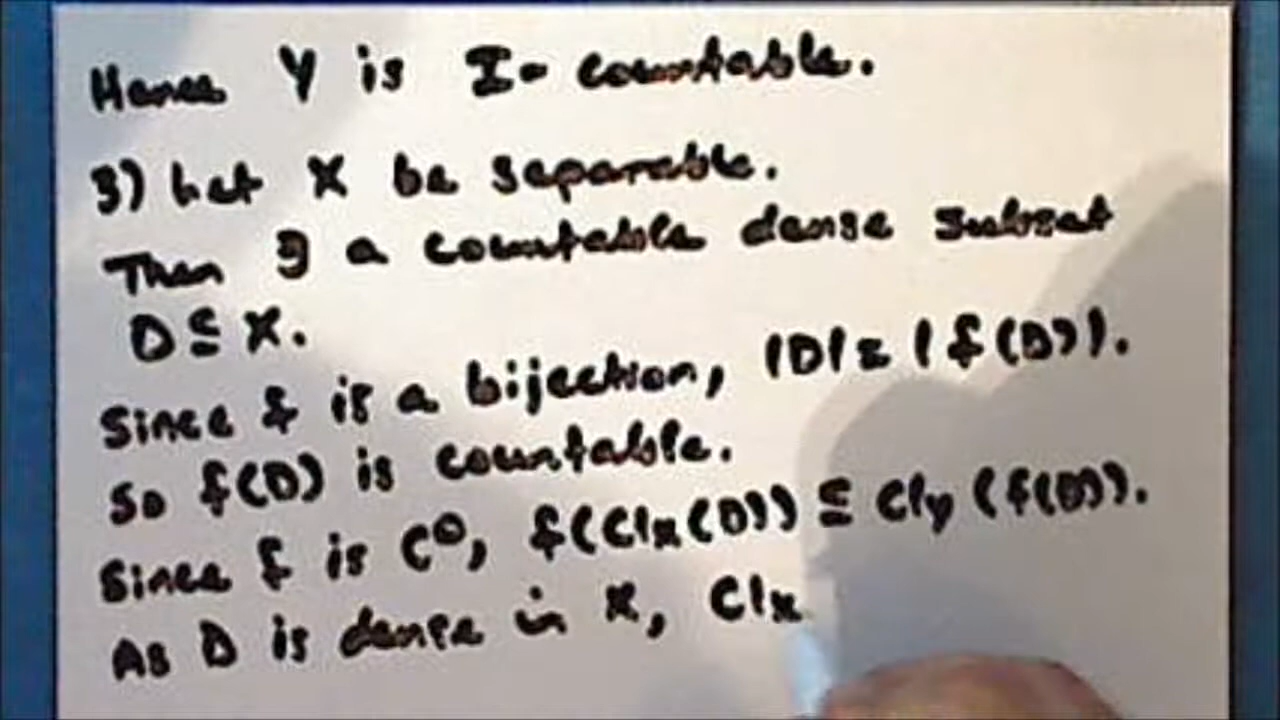 Hence Y is I-countable.
3) Let X be separable.
Then ∃ a countable dense subset
D ⊆ X.
Since f is a bijection, |D| = |f(D)|.
So f(D) is countable.
Since f is C⁰, f(Clx(D)) ⊆ Cly(f(D)).
As D is dense in X, Clx